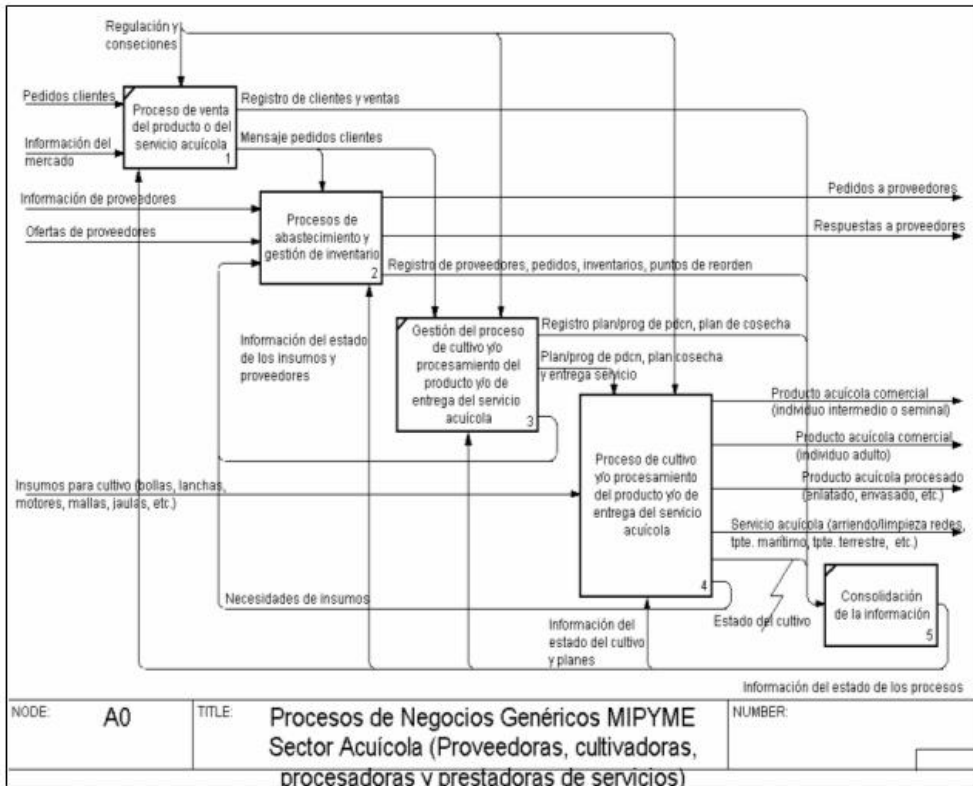 Regulación y
conseciones
Pedidos clientes
Proceso de venta
del producto o del
servicio acuícola
1
Registro de clientes y ventas
Información del
mercado
Mensaje pedidos clientes
Información de proveedores
Ofertas de proveedores
Procesos de
abastecimiento y
gestión de inventario
2
Pedidos a proveedores
Respuestas a proveedores
Registro de proveedores, pedidos, inventarios, puntos de reorden
Información del estado
de los insumos y
proveedores
Gestión del proceso
de cultivo y/o
procesamiento del
producto y/o de
entrega del servicio
acuícola
3
Registro plan/prog de pdcn, plan de cosecha
Plan/prog de pdcn, plan cosecha
y entrega servicio
Insumos para cultivo (bollas, lanchas,
motores, mallas, jaulas, etc.)
Proceso de cultivo
y/o procesamiento
del producto y/o de
entrega del servicio
acuícola
4
Producto acuícola comercial
(individuo intermedio o seminal)
Producto acuícola comercial
(individuo adulto)
Producto acuícola procesado
(enlatado, envasado, etc.)
Servicio acuícola (arriendo/limpieza redes,
tpte. marítimo, tpte. terrestre, etc.)
Necesidades de insumos
Información del
estado del cultivo
y planes
Estado del cultivo
Consolidación
de la información
5
Información del estado de los procesos
NODE: A0
TITLE: Procesos de Negocios Genéricos MIPYME
Sector Acuícola (Proveedoras, cultivadoras,
procesadoras y prestadoras de servicios)
NUMBER: